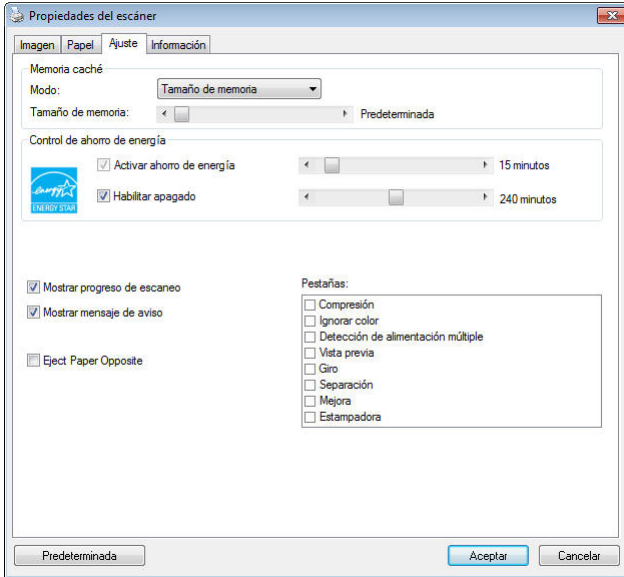 Propiedades del escáner
Imagen Papel Ajuste Información
Memoria caché
Modo: Tamaño de memoria
Tamaño de memoria: Predeterminada
Control de ahorro de energía
Activar ahorro de energía 15 minutos
energy
ENERGY STAR
Habilitar apagado 240 minutos
Mostrar progreso de escaneo
Mostrar mensaje de aviso
Eject Paper Opposite
Pestañas:
Compresión
Ignorar color
Detección de alimentación múltiple
Vista previa
Giro
Separación
Mejora
Estampadora
Predeterminada Aceptar Cancelar